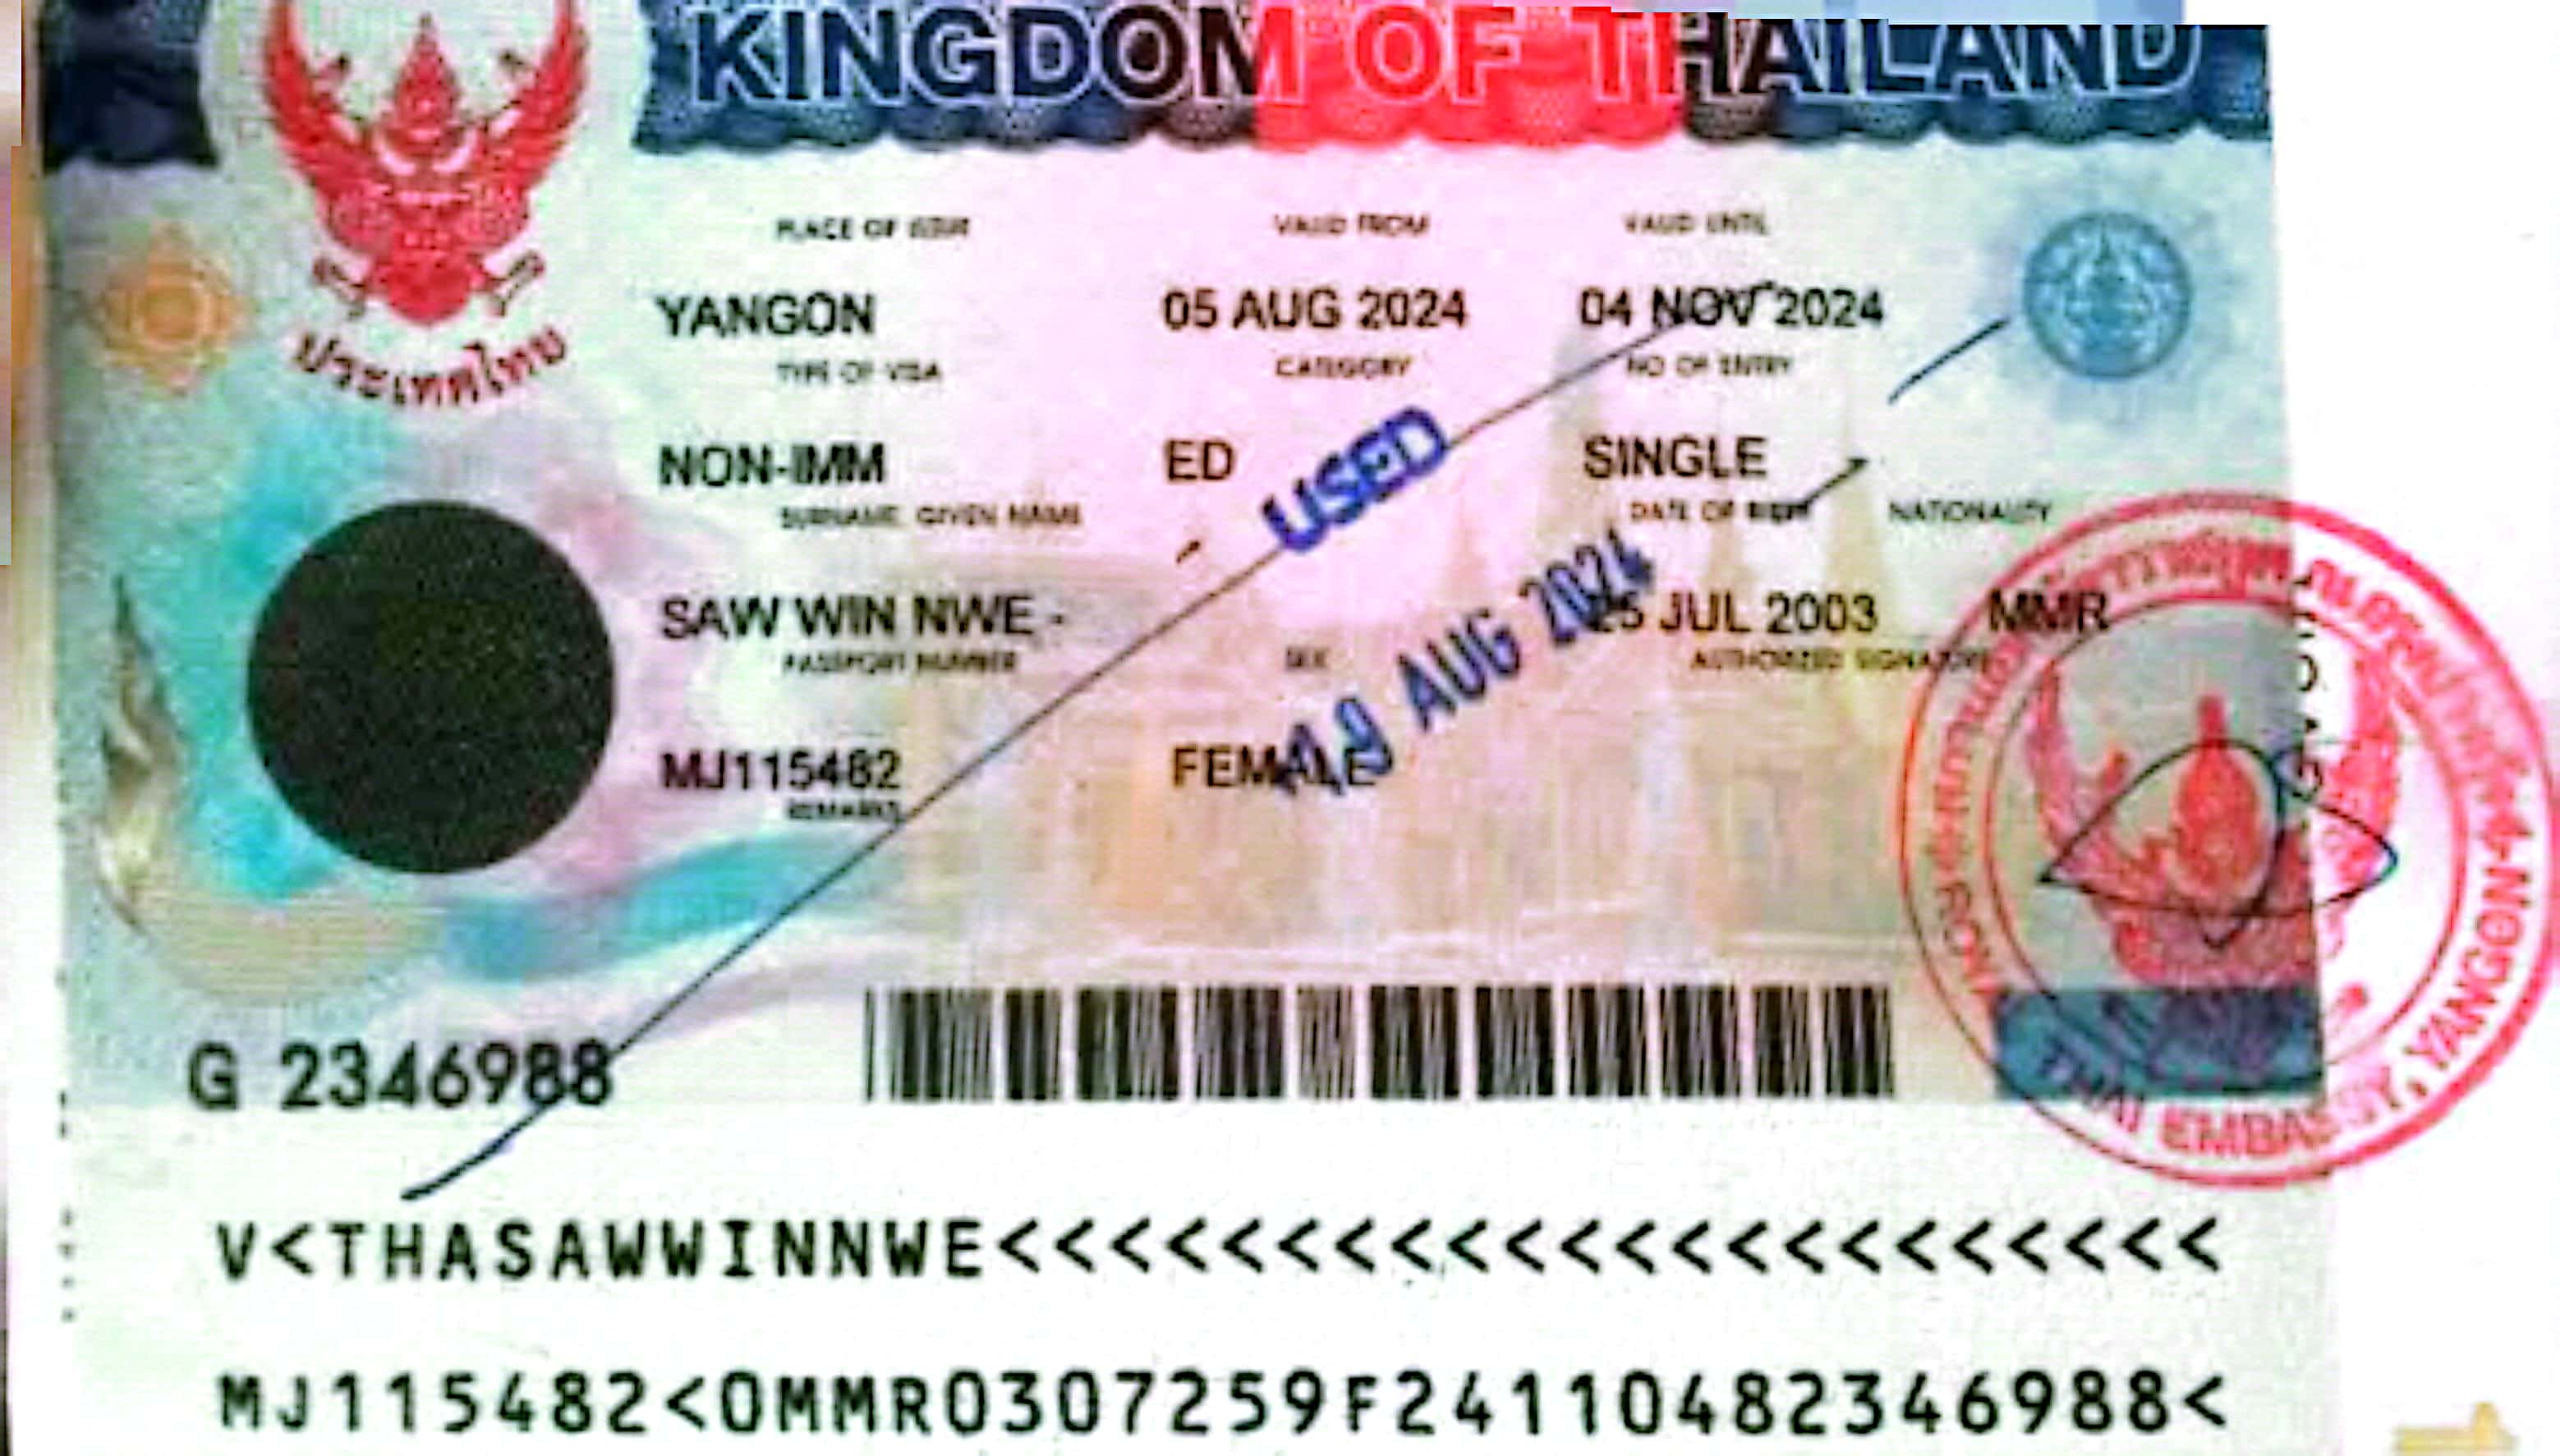 KINGDOM OF THAILAND
ประเทศไทย
PLACE OF ISSUE VALID FROM VALID UNTIL
YANGON 05 AUG 2024 04 NOV 2024
TYPE OF VISA CATEGORY NO OF ENTRY
NON-IMM ED SINGLE
USED
SURNAME, GIVEN NAME DATE OF BIRTH NATIONALITY
SAW WIN NWE - 25 JUL 2003 MMR
PASSPORT NUMBER SEX AUTHORIZED SIGNATURE
AUG 2024
MJ115482 FEMALE
REMARKS
G 2346988
THAI EMBASSY, YANGON
V<THASAWWINNWE<<<<<<<<<<<<<<<<<<<<<<
MJ115482<0MMR0307259F24110482346988<